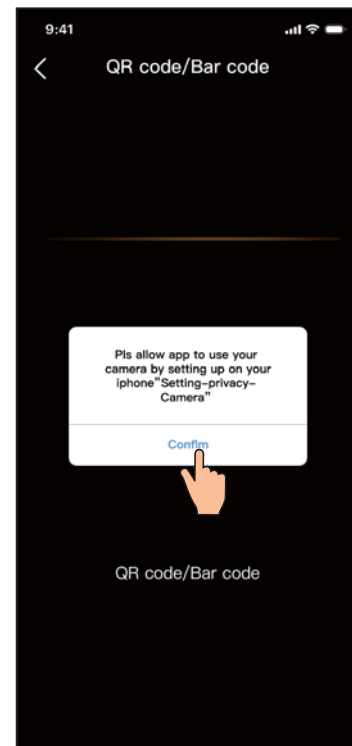 9:41
QR code/Bar code
Pls allow app to use your
camera by setting up on your
iphone"Setting-privacy-
Camera"
Confim
QR code/Bar code